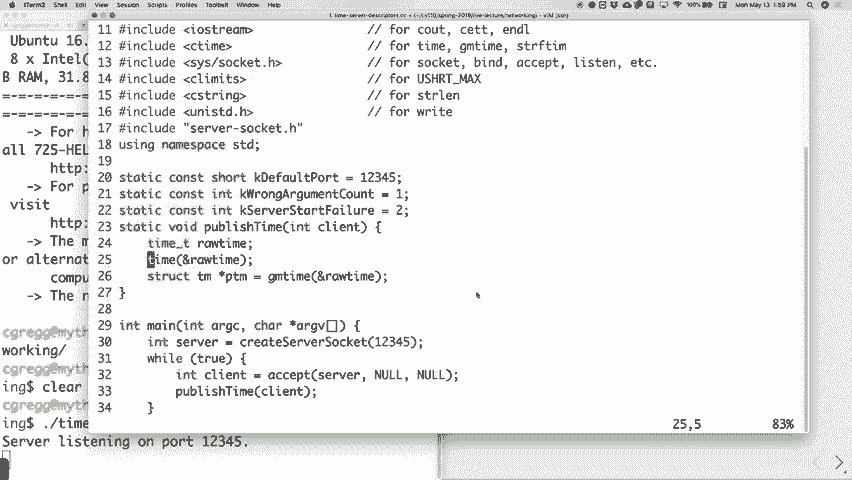 iTerm2 Shell Edit View Session Scripts Profiles Toolbelt Window Help
100% Mon May 13 1:59 PM
1. time-server-descriptors.cc + (~/cs110/spring-2019/live-lecture/networking) - VIM (ssh)
Ubuntu 16.
8 x Intel(
B RAM, 31.8
=-=-=-=-=-=
=-=-=-=-=-=
-> For h
all 725-HEL
http:
-> For p
visit
http:
-> The m
or alternat
compu
-> The n
cgregg@myth
working/
cgregg@myth
ing$ clear
cgregg@myth
ing$ ./time
Server listening on port 12345.
11 #include <iostream> // for cout, cett, endl
12 #include <ctime> // for time, gmtime, strftim
13 #include <sys/socket.h> // for socket, bind, accept, listen, etc.
14 #include <climits> // for USHRT_MAX
15 #include <cstring> // for strlen
16 #include <unistd.h> // for write
17 #include "server-socket.h"
18 using namespace std;
19
20 static const short kDefaultPort = 12345;
21 static const int kWrongArgumentCount = 1;
22 static const int kServerStartFailure = 2;
23 static void publishTime(int client) {
24 time_t rawtime;
25 time(&rawtime);
26 struct tm *ptm = gmtime(&rawtime);
27 }
28
29 int main(int argc, char *argv[]) {
30 int server = createServerSocket(12345);
31 while (true) {
32 int client = accept(server, NULL, NULL);
33 publishTime(client);
34 }
25,5 83%